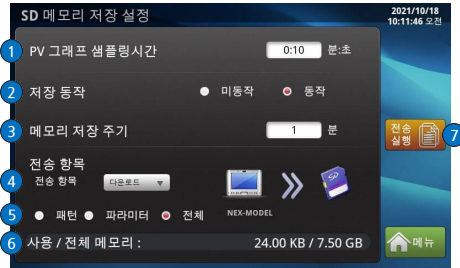 SD 메모리 저장 설정
2021/10/18
10:11:46 오전
1 PV 그래프 샘플링시간 0:10 분:초
2 저장 동작 미동작 동작
3 메모리 저장 주기 1 분
전송 실행 7
전송 항목
4 전송 항목 다운로드
NEX-MODEL
5 패턴 파라미터 전체
6 사용 / 전체 메모리 : 24.00 KB / 7.50 GB
메뉴